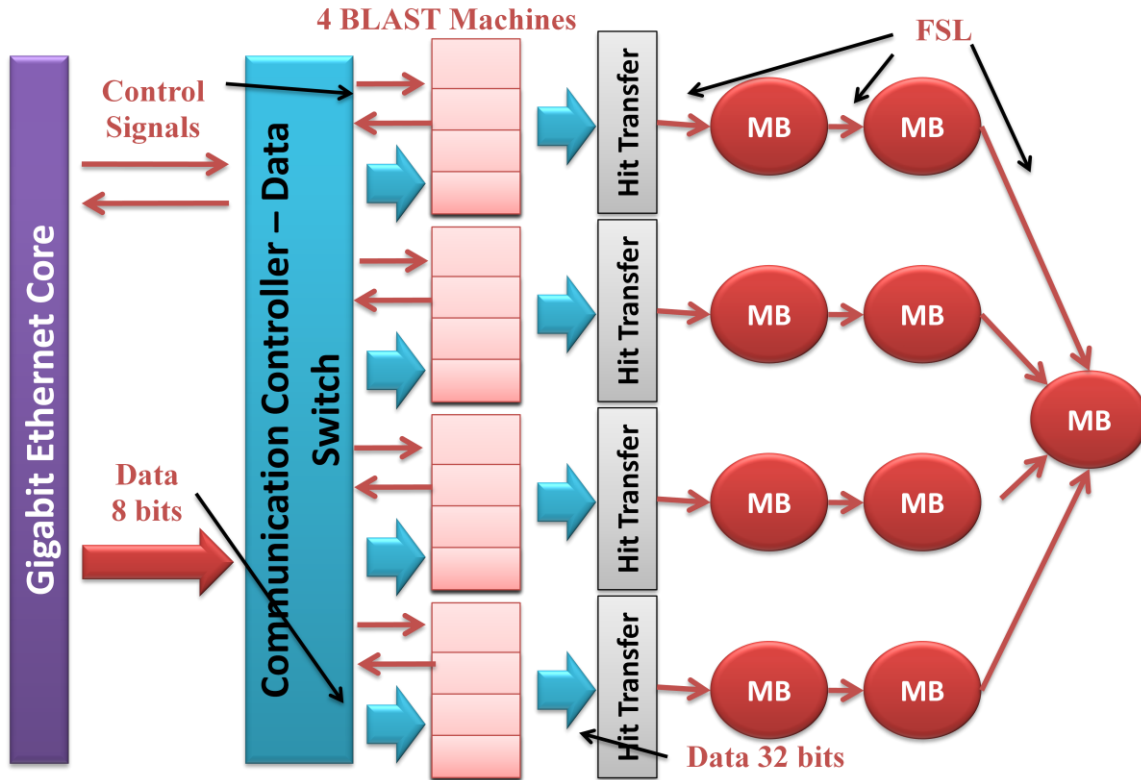 4 BLAST Machines
FSL
Control
Signals
Gigabit Ethernet Core
Communication Controller – Data
Switch
Data
8 bits
Hit Transfer
MB
MB
Hit Transfer
MB
MB
MB
Hit Transfer
MB
MB
Hit Transfer
MB
MB
Data 32 bits